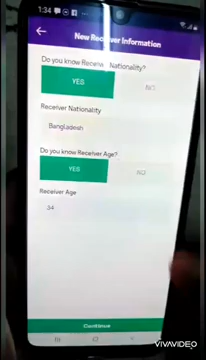 1:34
New Receiver Information
Do you know Receiver Nationality?
YES
NO
Receiver Nationality
Bangladesh
Do you know Receiver Age?
YES
NO
Receiver Age
34
Continue
VIVAVIDEO